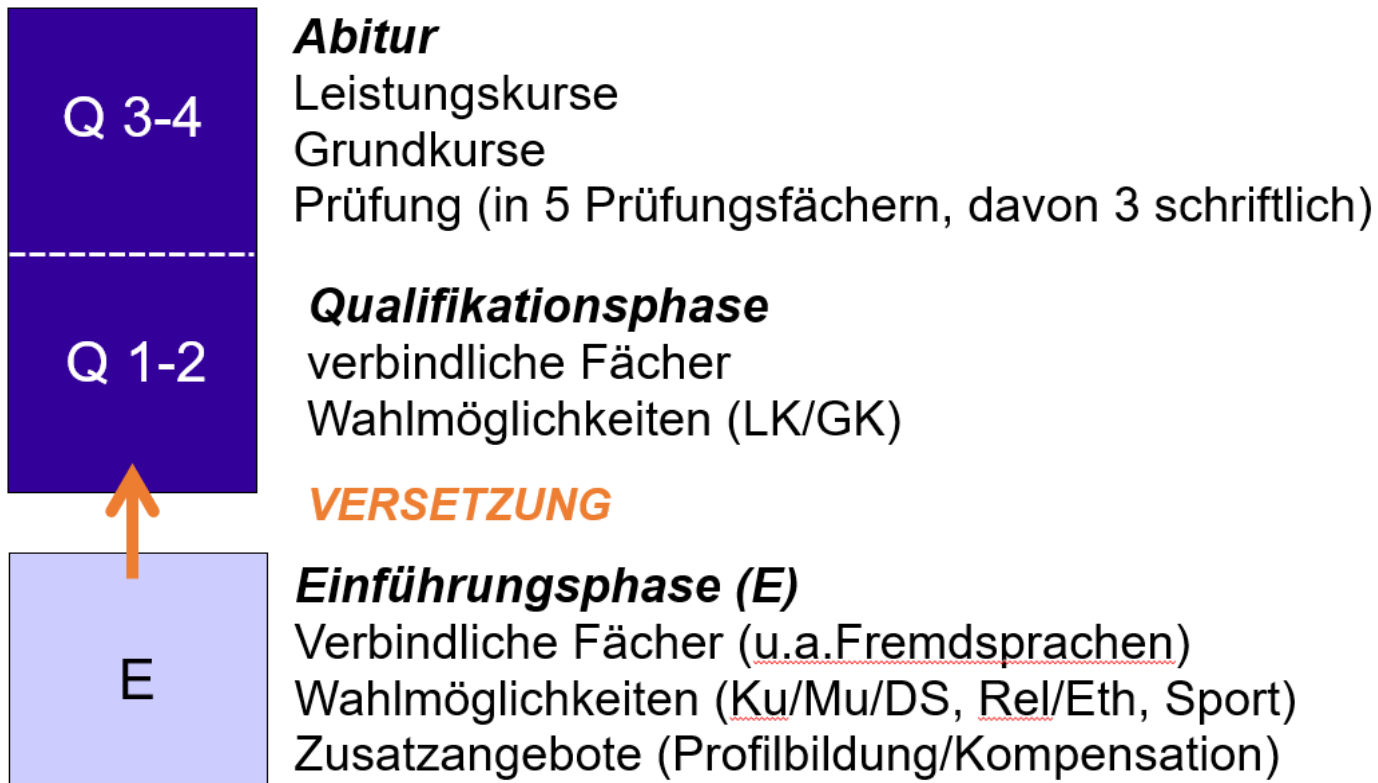 Q 3-4
Abitur
Leistungskurse
Grundkurse
Prüfung (in 5 Prüfungsfächern, davon 3 schriftlich)
Q 1-2
Qualifikationsphase
verbindliche Fächer
Wahlmöglichkeiten (LK/GK)
VERSETZUNG
E
Einführungsphase (E)
Verbindliche Fächer (u.a.Fremdsprachen)
Wahlmöglichkeiten (Ku/Mu/DS, Rel/Eth, Sport)
Zusatzangebote (Profilbildung/Kompensation)